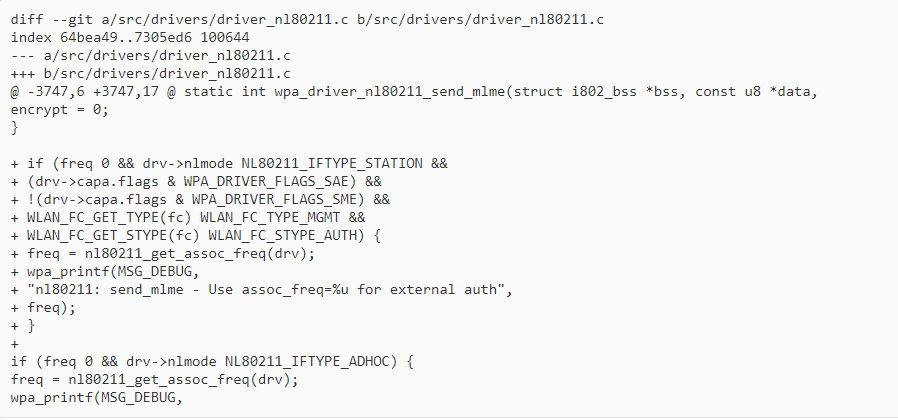 diff --git a/src/drivers/driver_nl80211.c b/src/drivers/driver_nl80211.c
index 64bea49..7305ed6 100644
--- a/src/drivers/driver_nl80211.c
+++ b/src/drivers/driver_nl80211.c
@ -3747,6 +3747,17 @ static int wpa_driver_nl80211_send_mlme(struct i802_bss *bss, const u8 *data,
encrypt = 0;
}

+ if (freq 0 && drv->nlmode NL80211_IFTYPE_STATION &&
+ (drv->capa.flags & WPA_DRIVER_FLAGS_SAE) &&
+ !(drv->capa.flags & WPA_DRIVER_FLAGS_SME) &&
+ WLAN_FC_GET_TYPE(fc) WLAN_FC_TYPE_MGMT &&
+ WLAN_FC_GET_STYPE(fc) WLAN_FC_STYPE_AUTH) {
+ freq = nl80211_get_assoc_freq(drv);
+ wpa_printf(MSG_DEBUG,
+ "nl80211: send_mlme - Use assoc_freq=%u for external auth",
+ freq);
+ }
+
if (freq 0 && drv->nlmode NL80211_IFTYPE_ADHOC) {
freq = nl80211_get_assoc_freq(drv);
wpa_printf(MSG_DEBUG,